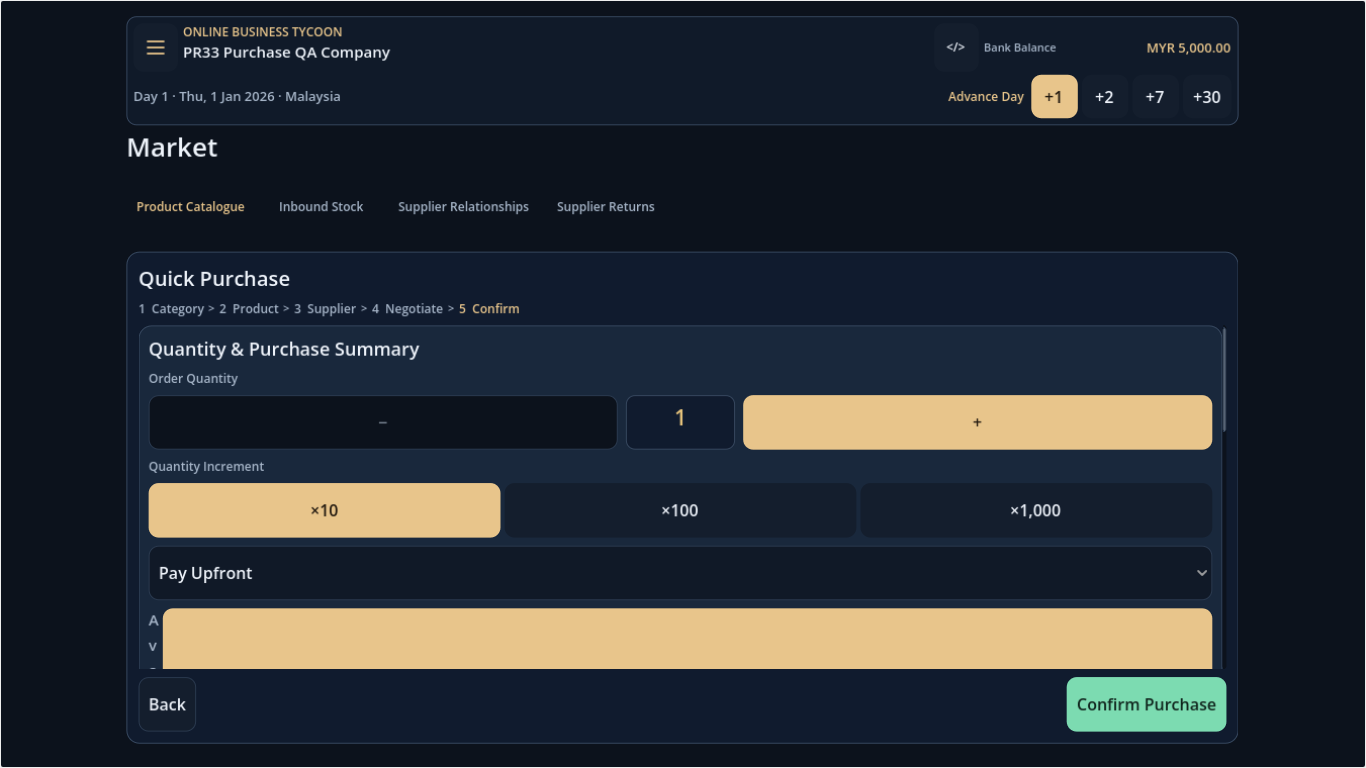 ONLINE BUSINESS TYCOON
PR33 Purchase QA Company
</> Bank Balance MYR 5,000.00
Day 1 · Thu, 1 Jan 2026 · Malaysia
Advance Day +1 +2 +7 +30
Market
Product Catalogue Inbound Stock Supplier Relationships Supplier Returns
Quick Purchase
1 Category > 2 Product > 3 Supplier > 4 Negotiate > 5 Confirm
Quantity & Purchase Summary
Order Quantity
− 1 +
Quantity Increment
×10 ×100 ×1,000
Pay Upfront
A
v
Back Confirm Purchase